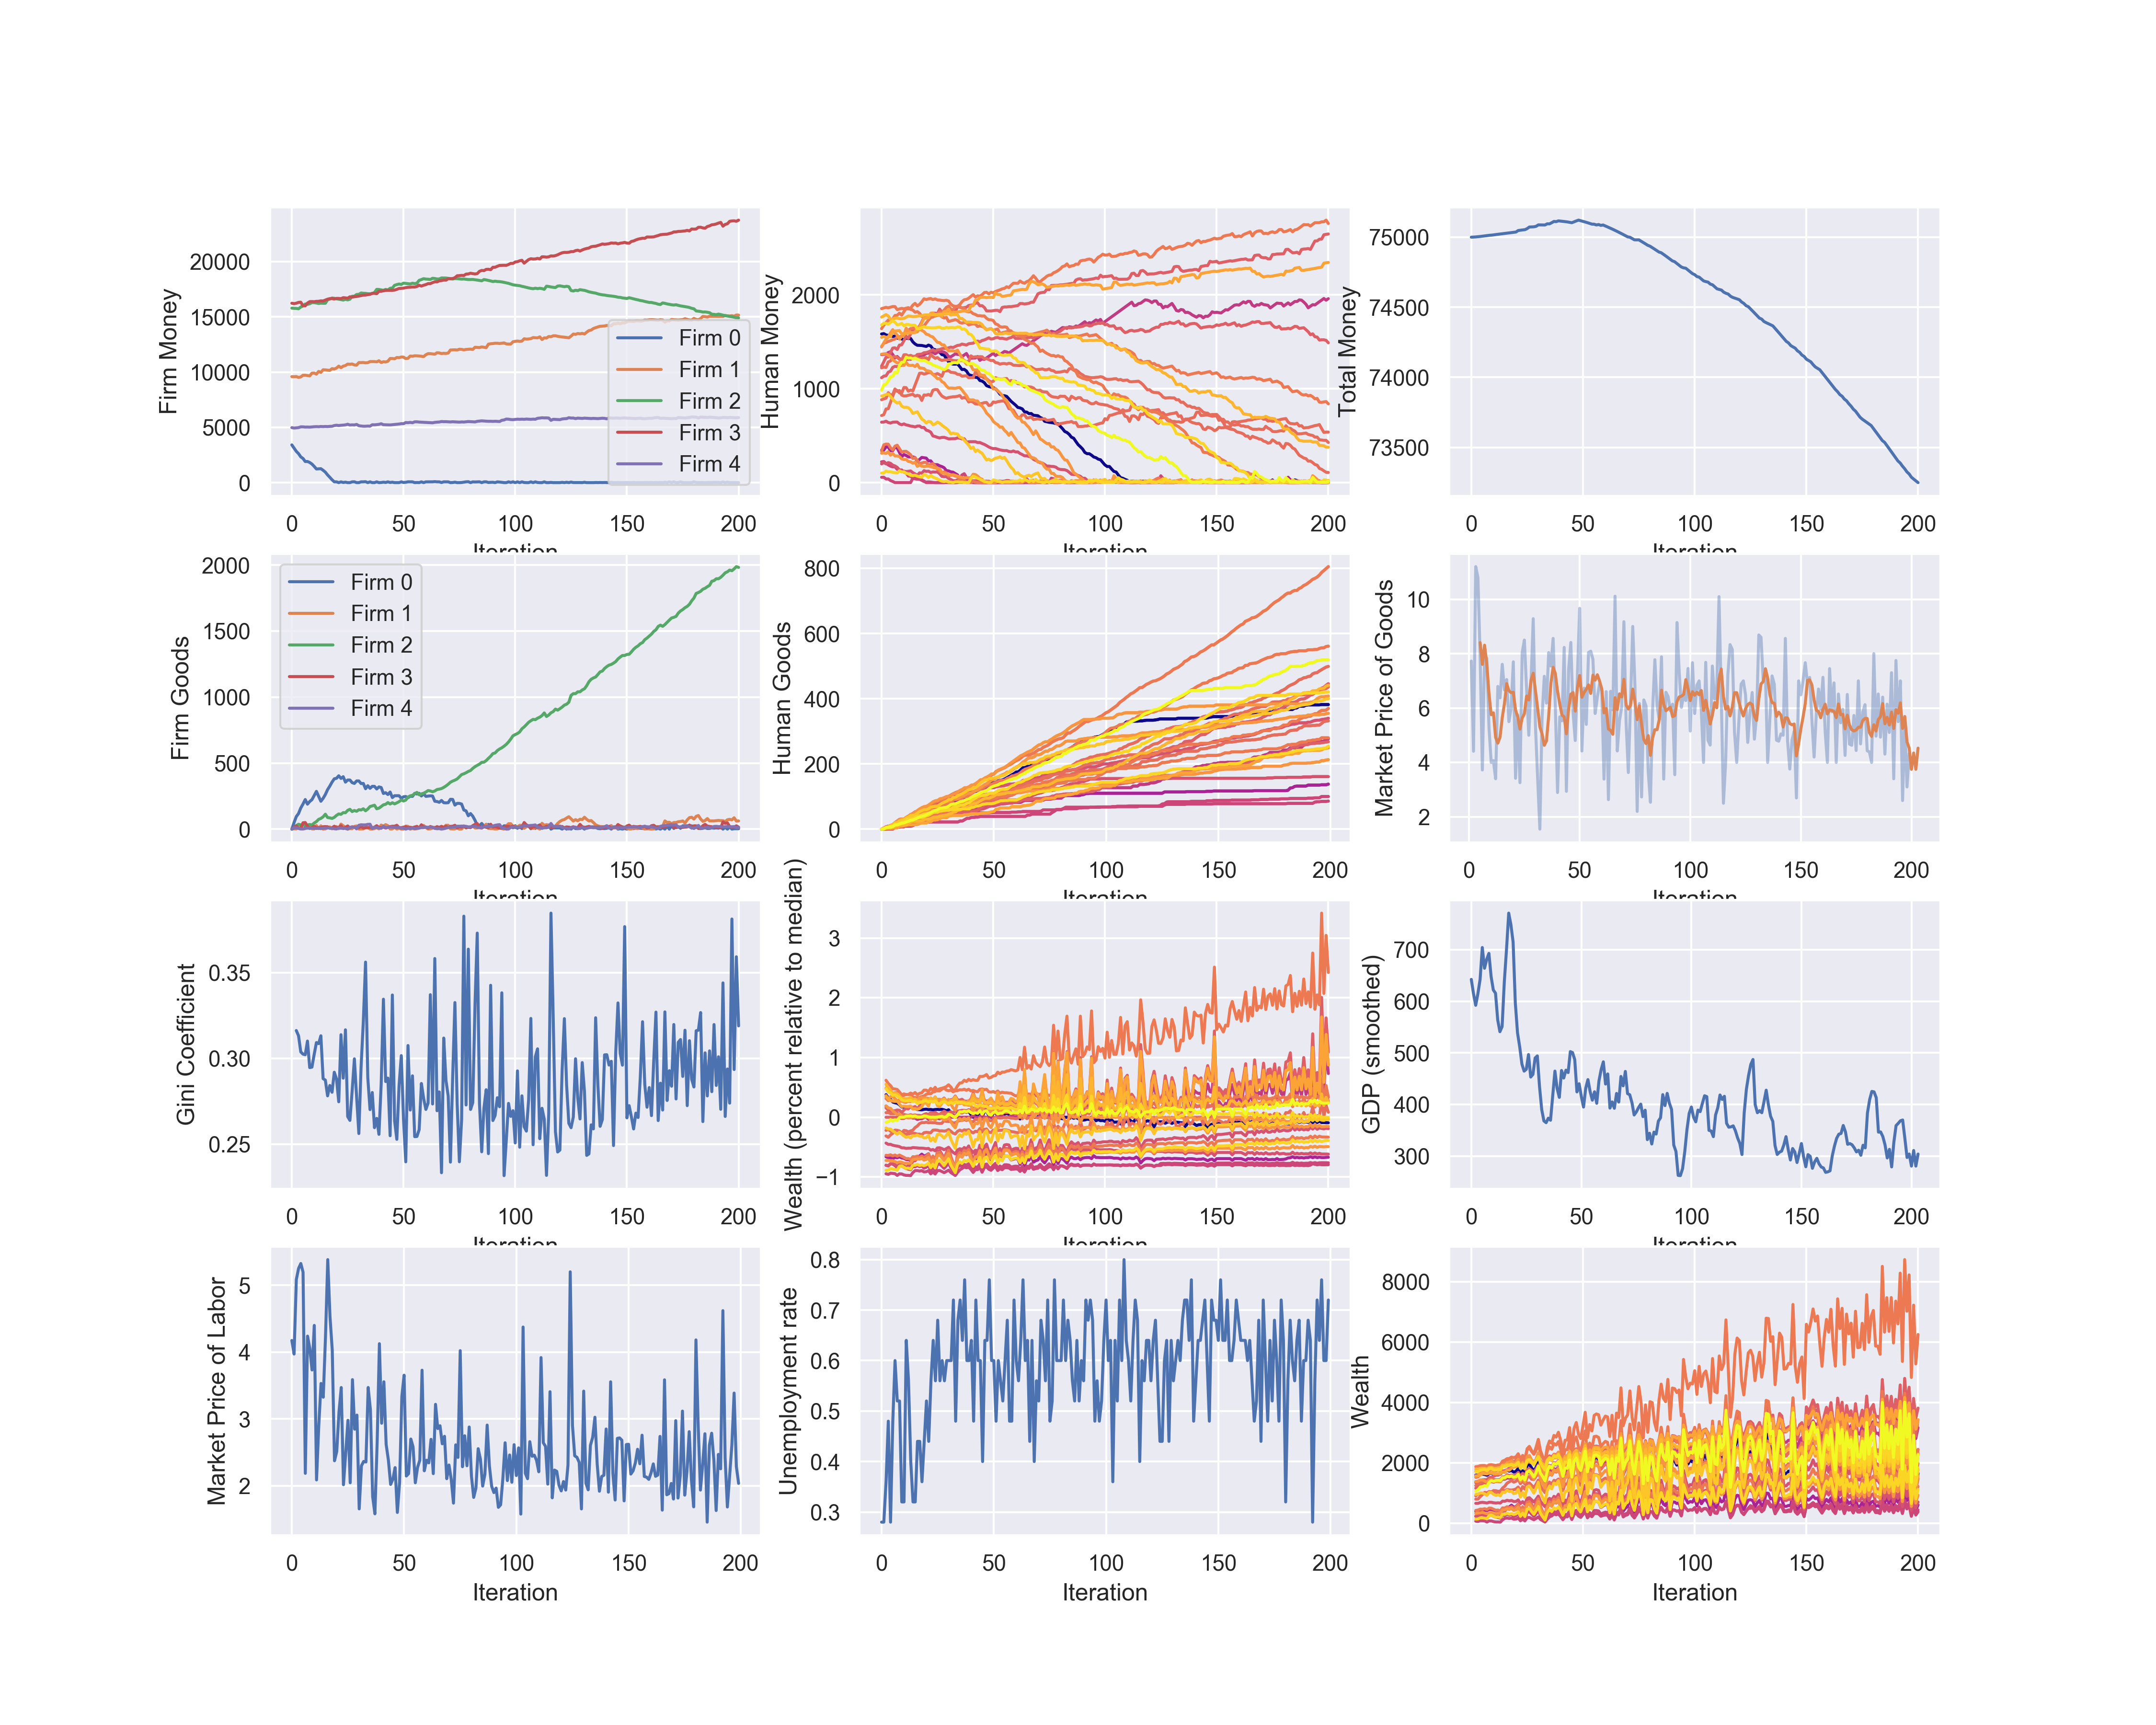 Firm Money
20000
15000
10000
5000
0
0 50 100 150 200
Iteration
Firm 0
Firm 1
Firm 2
Firm 3
Firm 4
Human Money
2000
1000
0
0 50 100 150 200
Iteration
Total Money
75000
74500
74000
73500
0 50 100 150 200
Iteration
Firm Goods
2000
1500
1000
500
0
0 50 100 150 200
Iteration
Firm 0
Firm 1
Firm 2
Firm 3
Firm 4
Human Goods
800
600
400
200
0
0 50 100 150 200
Iteration
Market Price of Goods
10
8
6
4
2
0 50 100 150 200
Iteration
Gini Coefficient
0.35
0.30
0.25
0 50 100 150 200
Iteration
Wealth (percent relative to median)
3
2
1
0
−1
0 50 100 150 200
Iteration
GDP (smoothed)
700
600
500
400
300
0 50 100 150 200
Iteration
Market Price of Labor
5
4
3
2
0 50 100 150 200
Iteration
Unemployment rate
0.8
0.7
0.6
0.5
0.4
0.3
0 50 100 150 200
Iteration
Wealth
8000
6000
4000
2000
0
0 50 100 150 200
Iteration